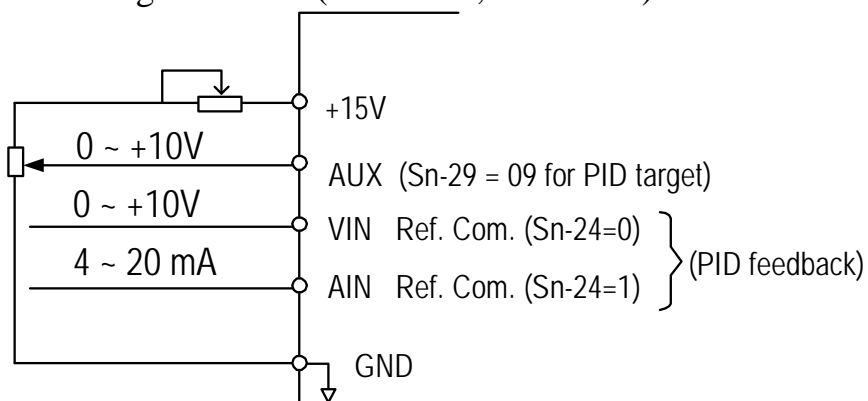 +15V
0 ~ +10V
AUX (Sn-29 = 09 for PID target)
0 ~ +10V
VIN Ref. Com. (Sn-24=0)
4 ~ 20 mA
(PID feedback)
AIN Ref. Com. (Sn-24=1)
GND